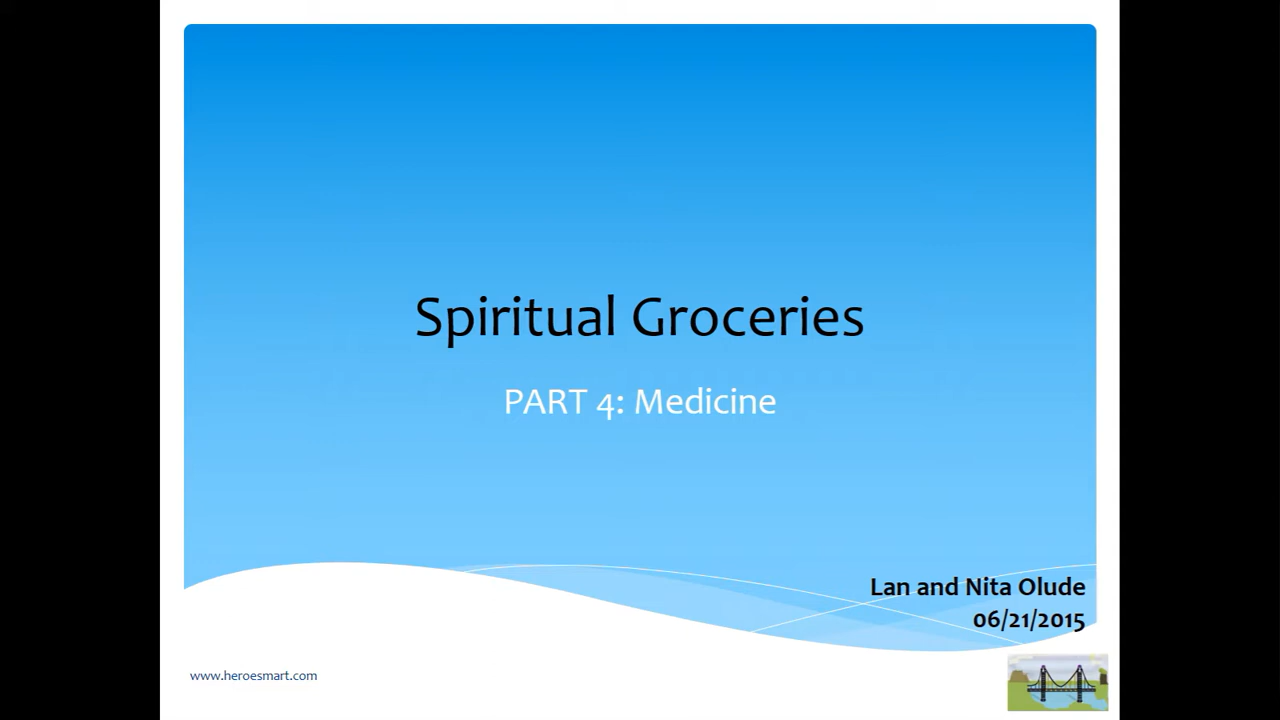 Spiritual Groceries
PART 4: Medicine
Lan and Nita Olude
06/21/2015
www.heroesmart.com